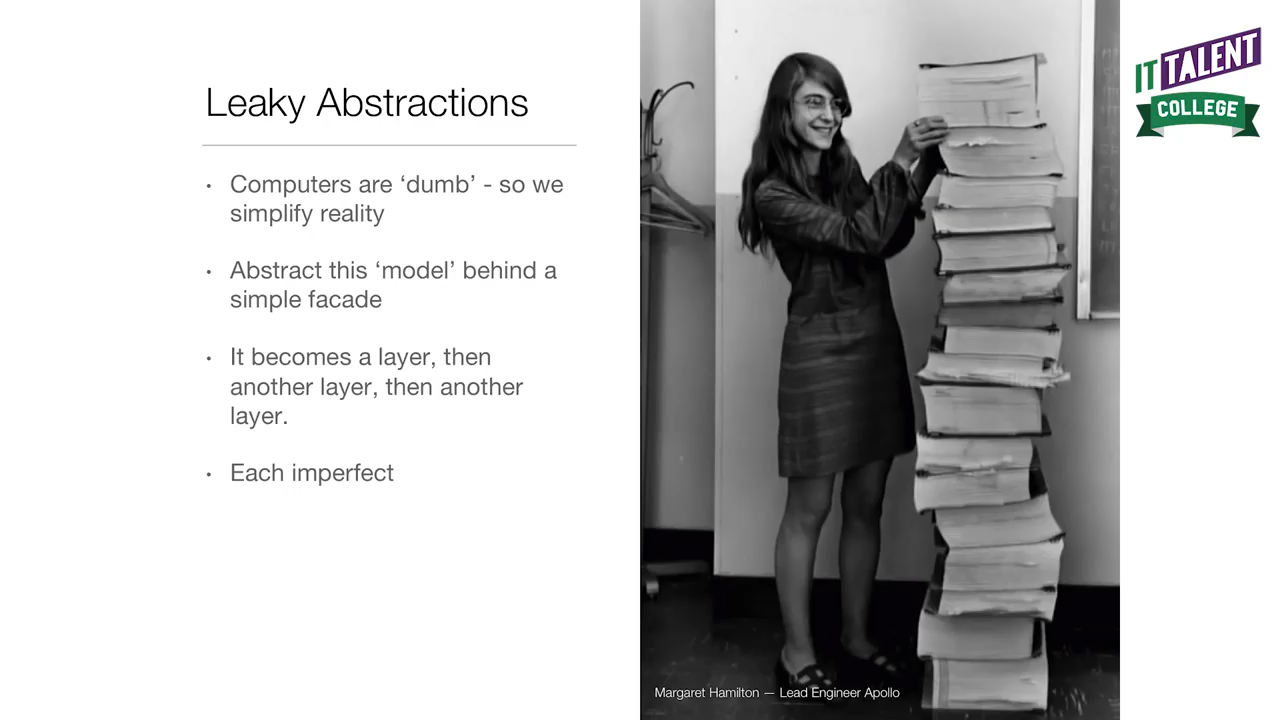 Leaky Abstractions
• Computers are ‘dumb’ - so we
simplify reality
• Abstract this ‘model’ behind a
simple facade
• It becomes a layer, then
another layer, then another
layer.
• Each imperfect
IT TALENT
COLLEGE
Margaret Hamilton — Lead Engineer Apollo